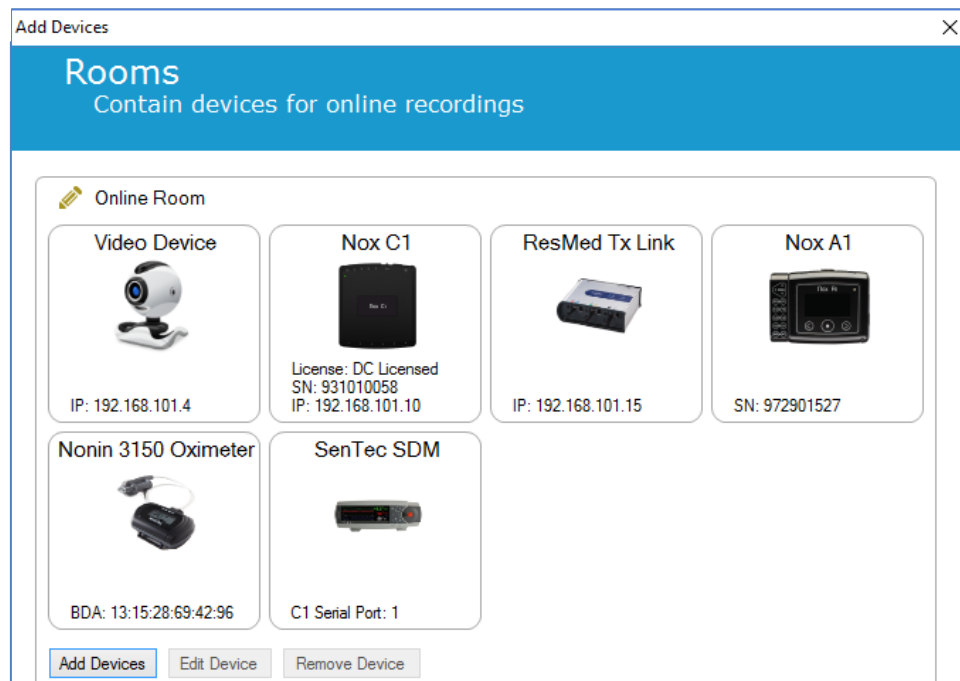 Add Devices
Rooms
Contain devices for online recordings
Online Room
Video Device
IP: 192.168.101.4
Nox C1
Nox C1
License: DC Licensed
SN: 931010058
IP: 192.168.101.10
ResMed Tx Link
IP: 192.168.101.15
Nox A1
Nox A1
SN: 972901527
Nonin 3150 Oximeter
BDA: 13:15:28:69:42:96
SenTec SDM
C1 Serial Port: 1
Add Devices
Edit Device
Remove Device